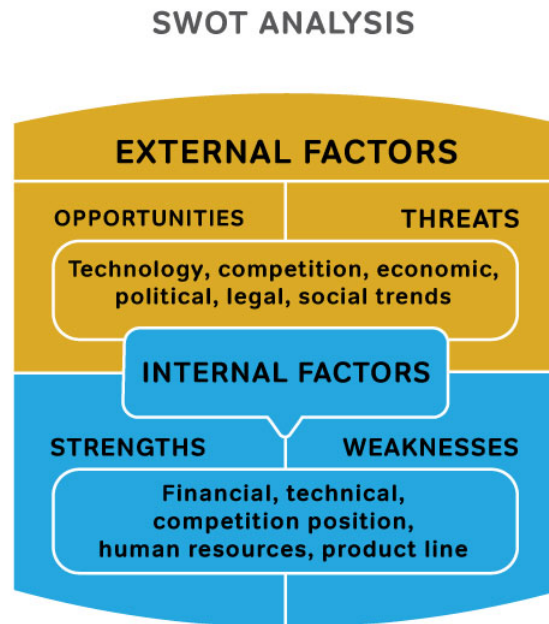 SWOT ANALYSIS
EXTERNAL FACTORS
OPPORTUNITIES
THREATS
Technology, competition, economic,
political, legal, social trends
INTERNAL FACTORS
STRENGTHS
WEAKNESSES
Financial, technical,
competition position,
human resources, product line